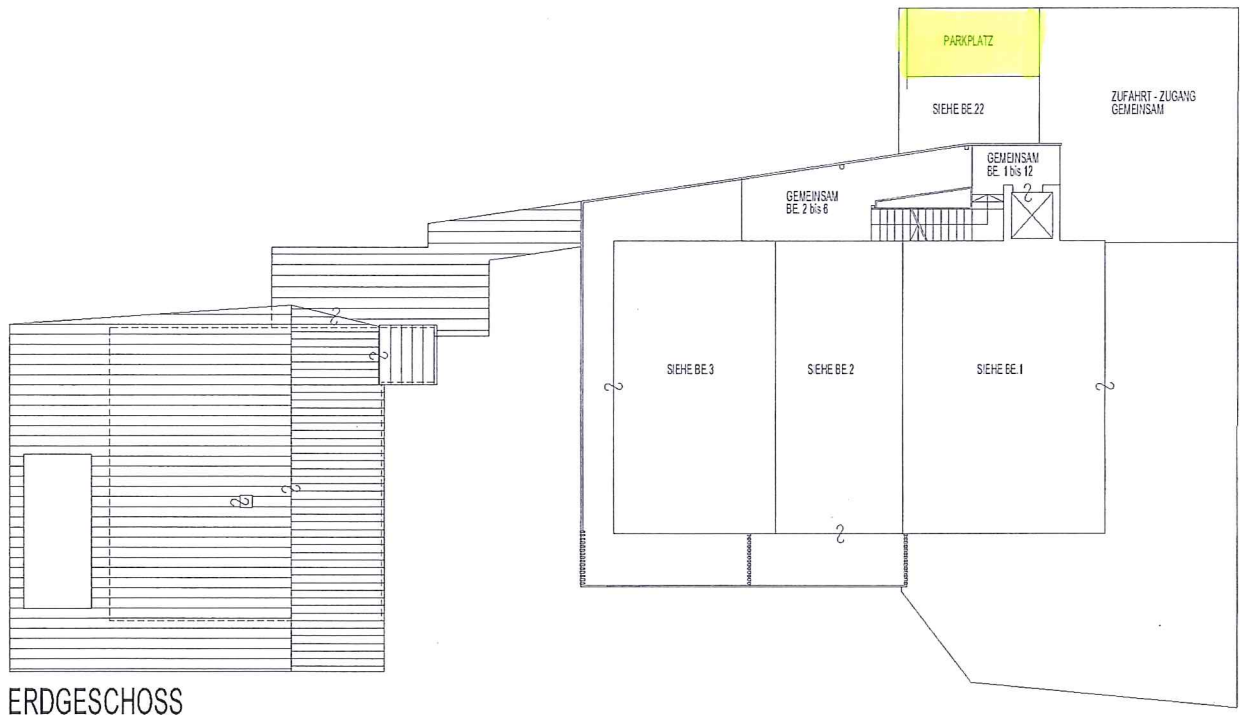 PARKPLATZ
SIEHE BE.22
ZUFAHRT - ZUGANG
GEMEINSAM
GEMEINSAM
BE. 1 bis 12
GEMEINSAM
BE. 2 bis 6
SIEHE BE.3
SIEHE BE.2
SIEHE BE.1
ERDGESCHOSS